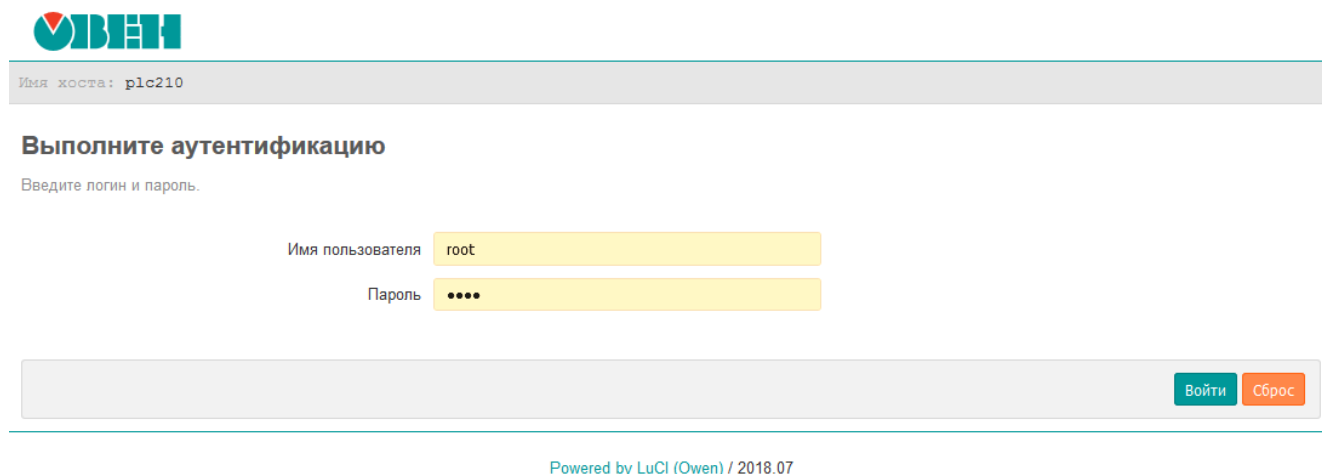 ОВЕН
Имя хоста: plc210
Выполните аутентификацию
Введите логин и пароль.
Имя пользователя root
Пароль ••••
Войти Сброс
Powered by LuCI (Owen) / 2018.07